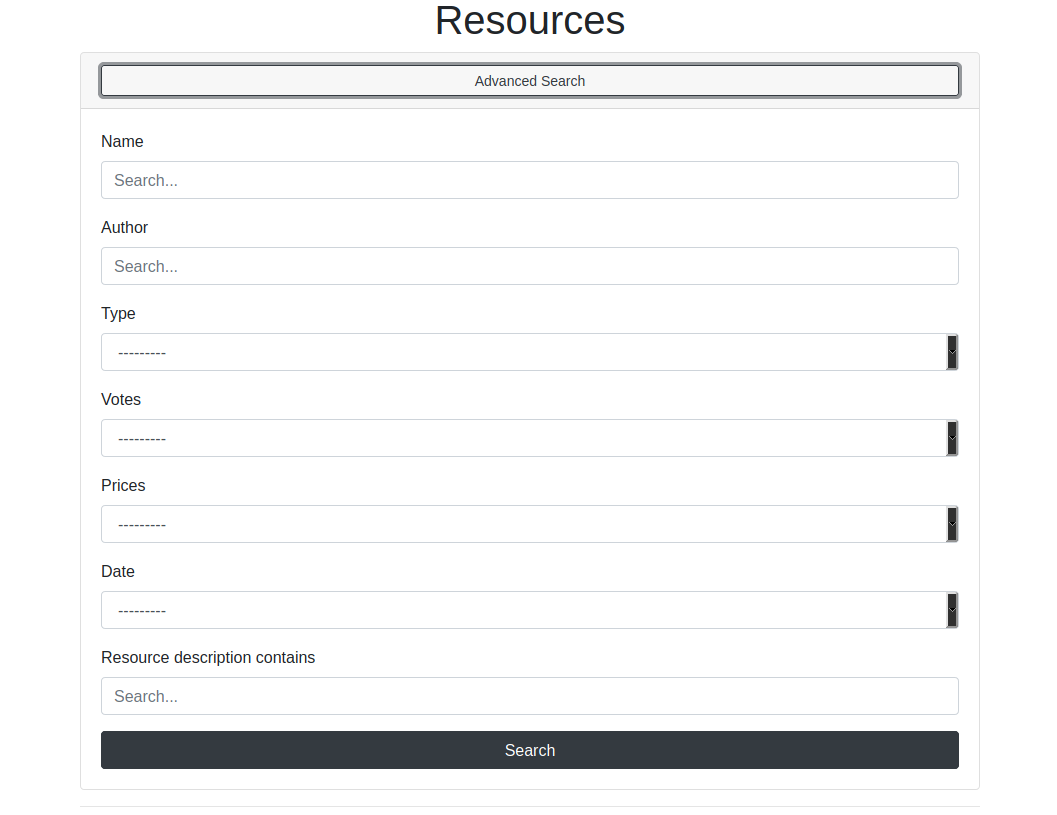 Resources
Advanced Search
Name
Search...
Author
Search...
Type
---------
Votes
---------
Prices
---------
Date
---------
Resource description contains
Search...
Search